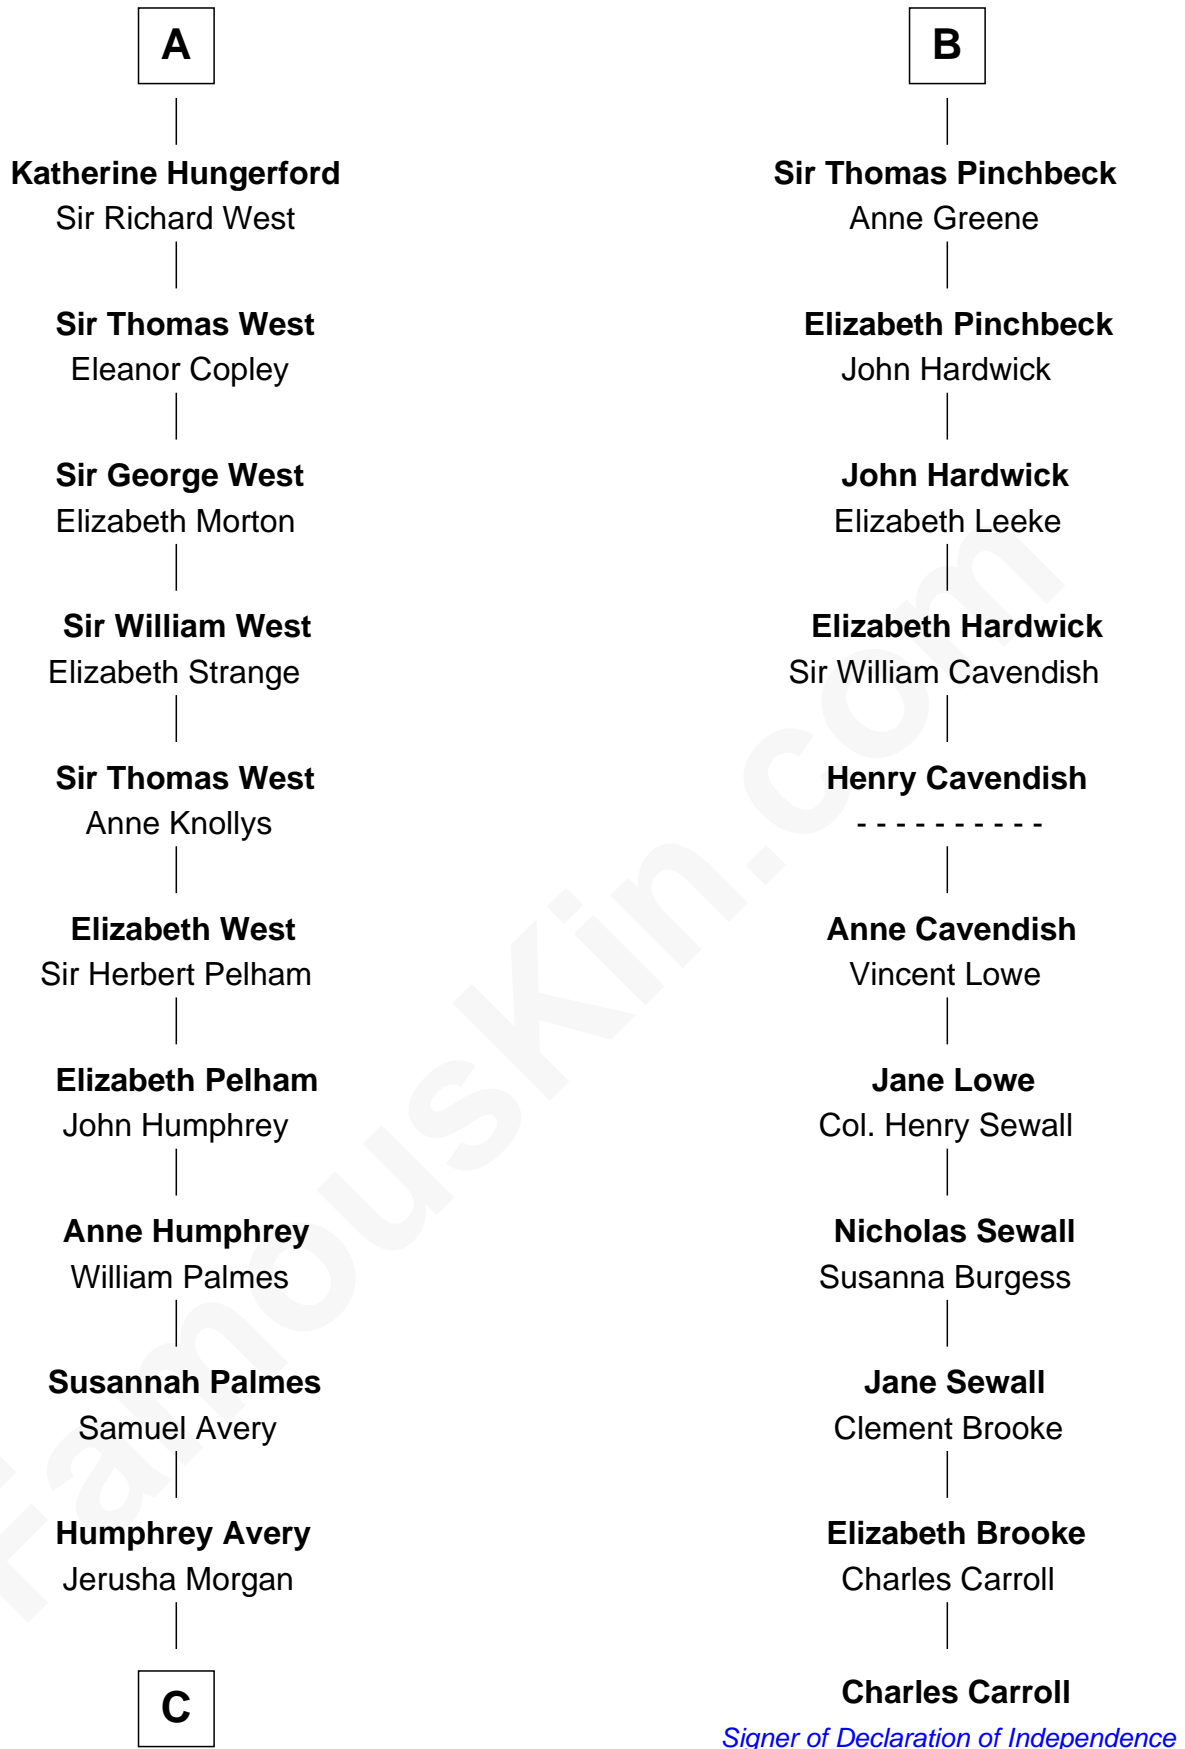 A
Katherine Hungerford
Sir Richard West
Sir Thomas West
Eleanor Copley
Sir George West
Elizabeth Morton
Sir William West
Elizabeth Strange
Sir Thomas West
Anne Knollys
Elizabeth West
Sir Herbert Pelham
Elizabeth Pelham
John Humphrey
Anne Humphrey
William Palmes
Susannah Palmes
Samuel Avery
Humphrey Avery
Jerusha Morgan
C
B
Sir Thomas Pinchbeck
Anne Greene
Elizabeth Pinchbeck
John Hardwick
John Hardwick
Elizabeth Leeke
Elizabeth Hardwick
Sir William Cavendish
Henry Cavendish
- - - - - - - - - -
Anne Cavendish
Vincent Lowe
Jane Lowe
Col. Henry Sewall
Nicholas Sewall
Susanna Burgess
Jane Sewall
Clement Brooke
Elizabeth Brooke
Charles Carroll
Charles Carroll
Signer of Declaration of Independence
FamousKin.com